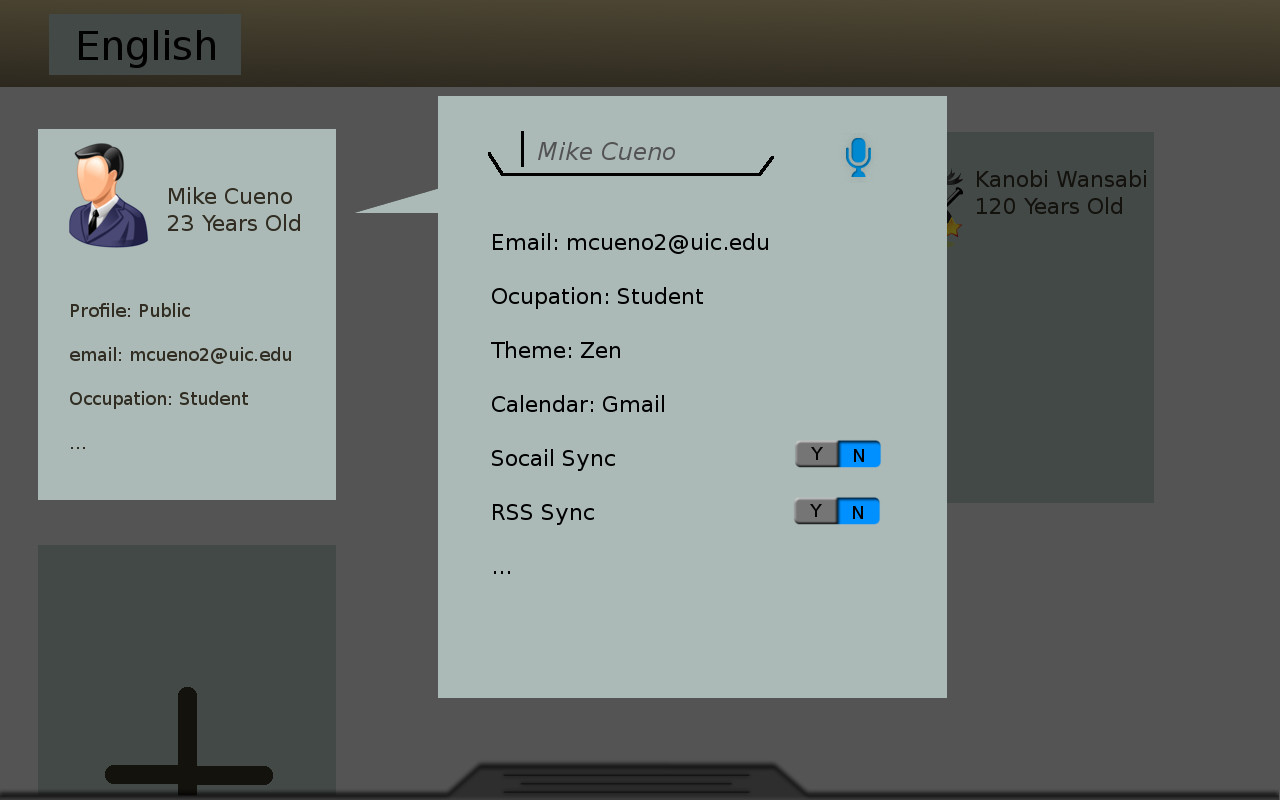 English
Mike Cueno
23 Years Old
Profile: Public
email: mcueno2@uic.edu
Occupation: Student
...
Mike Cueno
Email: mcueno2@uic.edu
Ocupation: Student
Theme: Zen
Calendar: Gmail
Socail Sync Y N
RSS Sync Y N
...
Kanobi Wansabi
120 Years Old